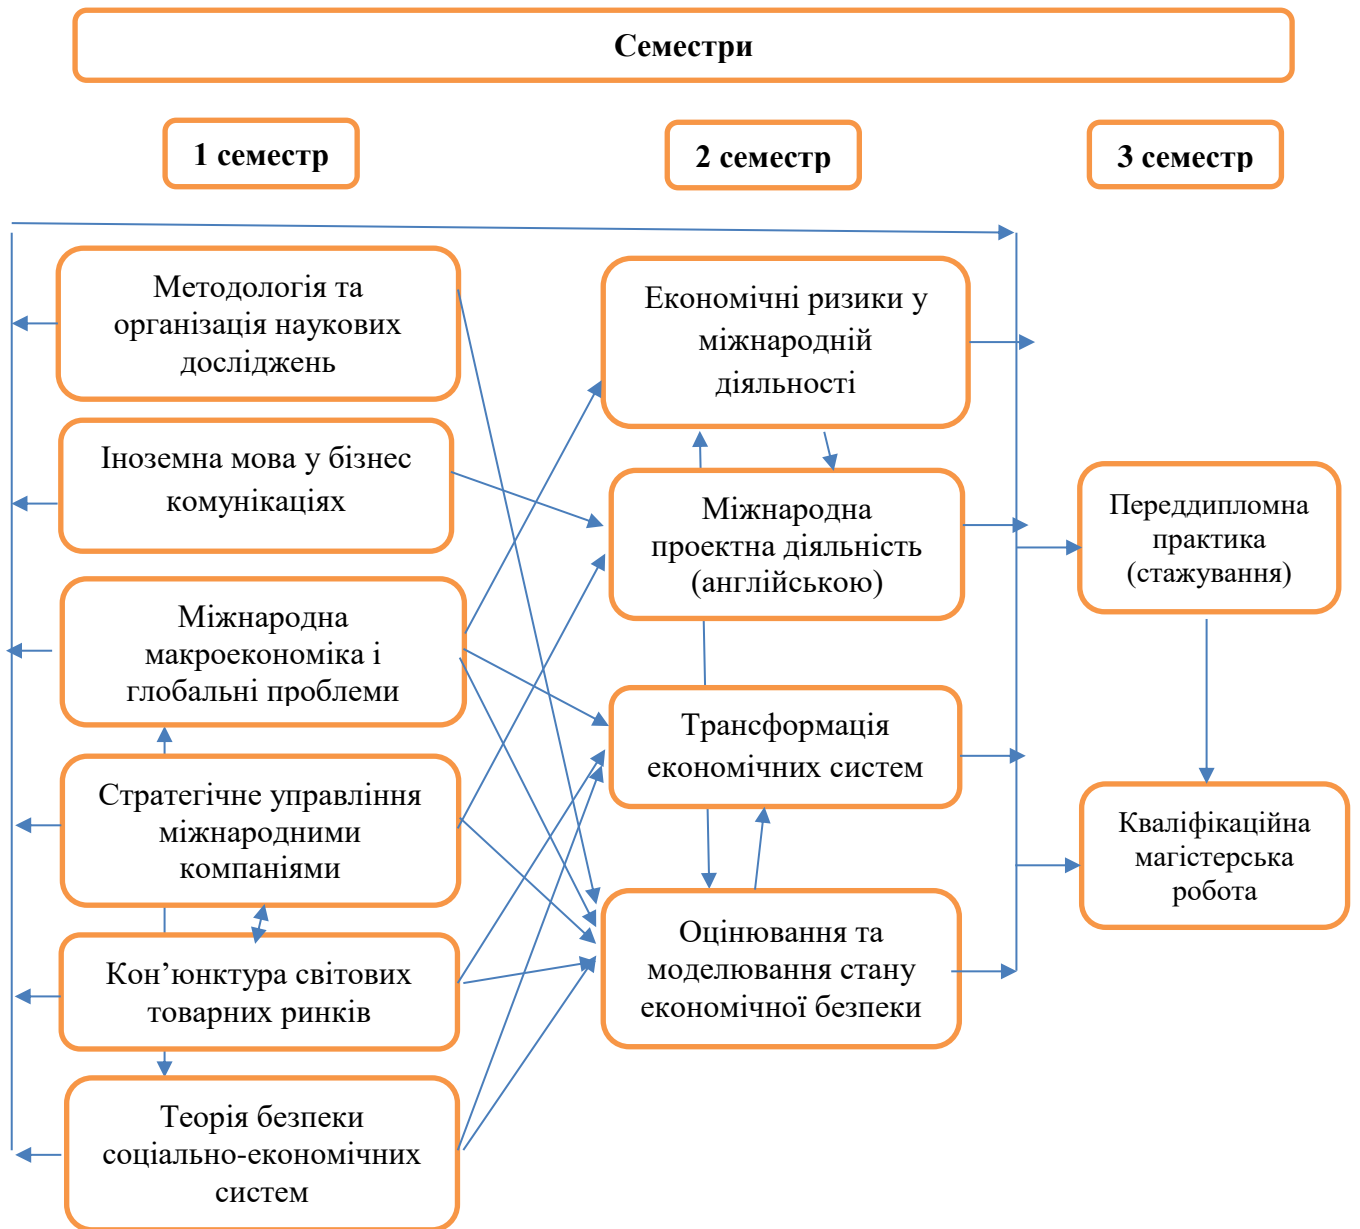 Семестри
1 семестр
2 семестр
3 семестр
Методологія та
організація наукових
досліджень
Іноземна мова у бізнес
комунікаціях
Міжнародна
макроекономіка і
глобальні проблеми
Стратегічне управління
міжнародними
компаніями
Кон’юнктура світових
товарних ринків
Теорія безпеки
соціально-економічних
систем
Економічні ризики у
міжнародній
діяльності
Міжнародна
проектна діяльність
(англійською)
Трансформація
економічних систем
Оцінювання та
моделювання стану
економічної безпеки
Переддипломна
практика
(стажування)
Кваліфікаційна
магістерська
робота